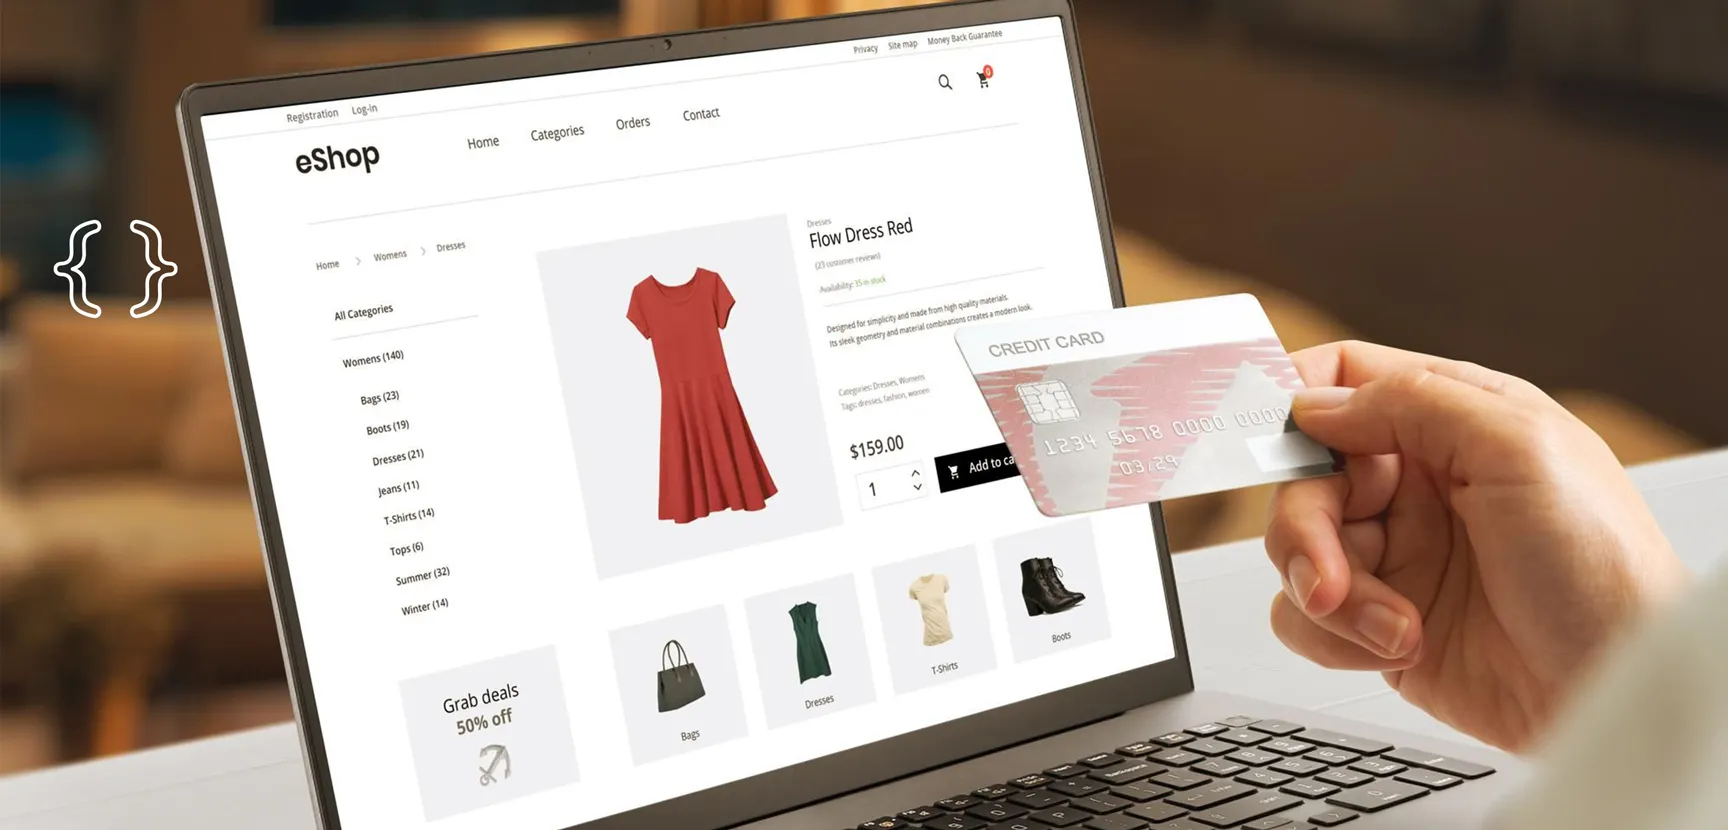 Privacy Site map Money Back Guarantee
Registration Log-in
0
eShop
Home Categories Orders Contact
Home > Womens > Dresses
All Categories
Womens (140)
Bags (23)
Boots (19)
Dresses (21)
Jeans (11)
T-Shirts (14)
Tops (6)
Summer (32)
Winter (14)
Grab deals
50% off
Dresses
Flow Dress Red
(23 customer reviews)
Availability: 35 in stock
Designed for simplicity and made from high quality materials.
Its sleek geometry and material combinations creates a modern look.
Categories: Dresses, Womens
Tags: dresses, fashion, women
$159.00
1
Add to ca
Bags
Dresses
T-Shirts
Boots
CREDIT CARD
1234 5678 0000 0000
03/29
{ }